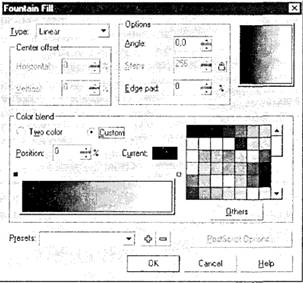 Fountain Fill
Type: Linear
Center offset
Horizontal: 0 %
Vertical: 0 %
Options
Angle: 0,0
Steps: 256
Edge pad: 0 %
Color blend
Two color Custom
Position: 0 % Current:
Others
Presets:
PostScript Options...
OK Cancel Help